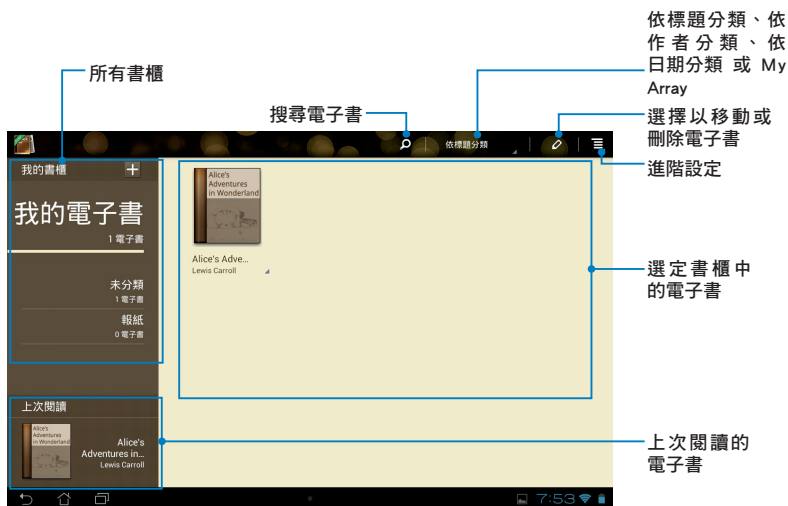 依標題分類、依
作者分類、依
日期分類 或 My
Array
所有書櫃
搜尋電子書
選擇以移動或
刪除電子書
進階設定
依標題分類
我的書櫃
我的電子書
1 電子書
未分類
1 電子書
報紙
0 電子書
Alice's
Adventures
in Wonderland
Alice's Adve...
Lewis Carroll
選定書櫃中
的電子書
上次閱讀
Alice's
Adventures
in Wonderland
Alice's
Adventures in...
Lewis Carroll
上次閱讀的
電子書
7:53